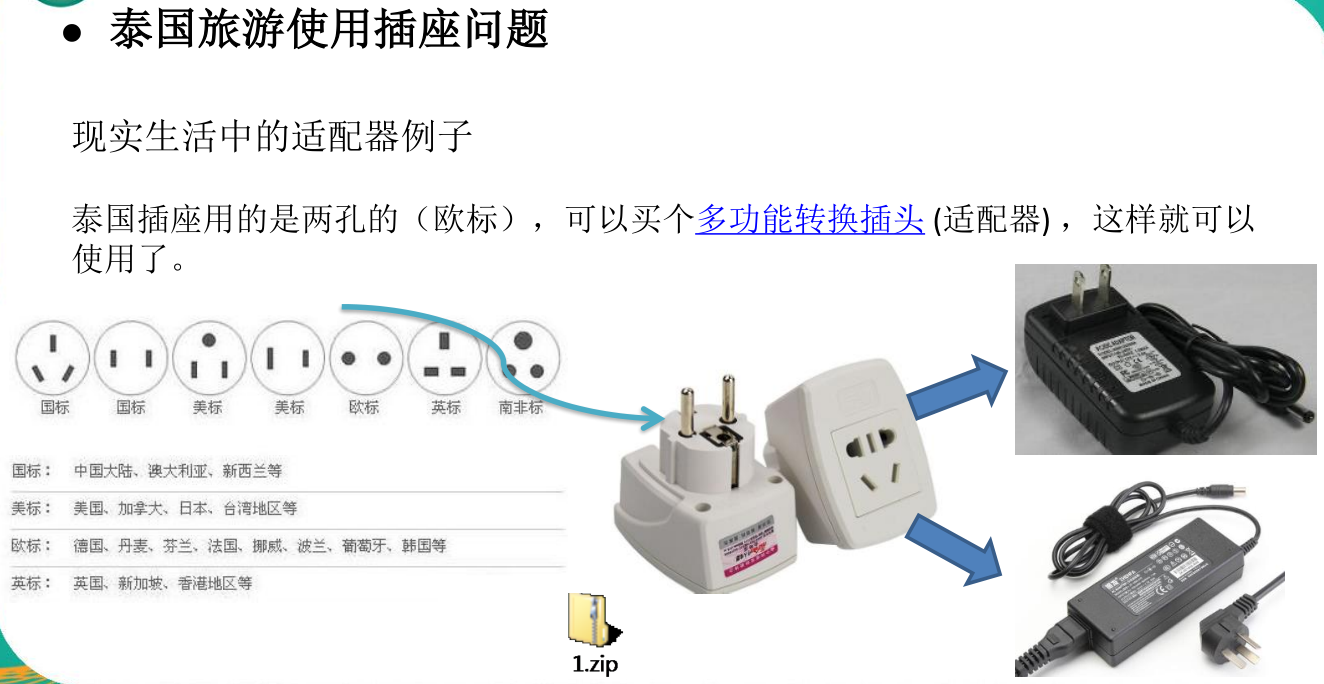 ● 泰国旅游使用插座问题
现实生活中的适配器例子
泰国插座用的是两孔的（欧标），可以买个多功能转换插头 (适配器) ，这样就可以
使用了。
国标 国标 美标 美标 欧标 英标 南非标
国标： 中国大陆、澳大利亚、新西兰等
美标： 美国、加拿大、日本、台湾地区等
欧标： 德国、丹麦、芬兰、法国、挪威、波兰、葡萄牙、韩国等
英标： 英国、新加坡、香港地区等
1.zip
AC/DC ADAPTER